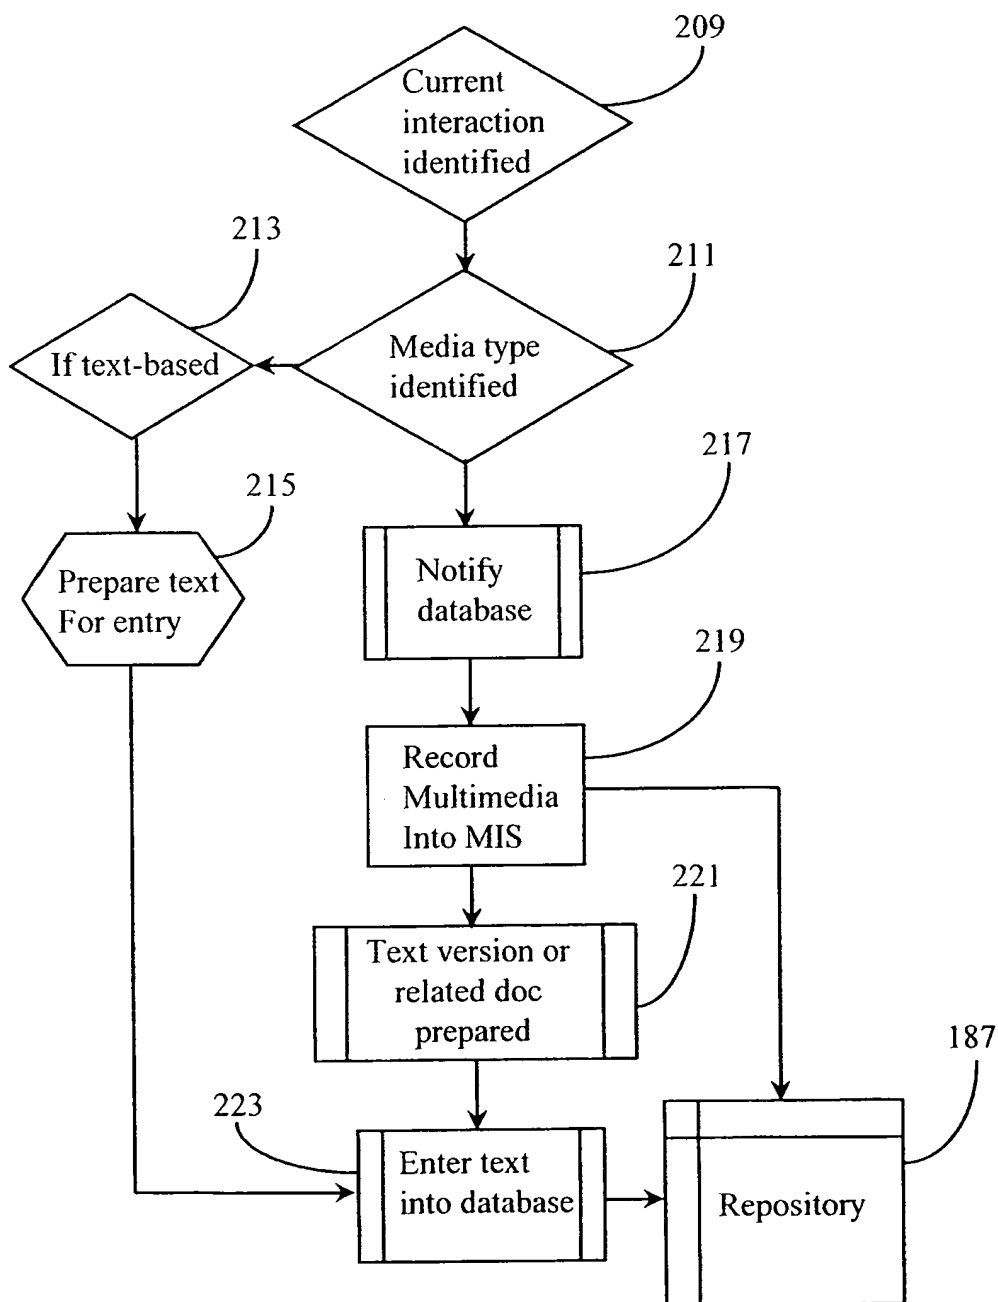 209
Current
interaction
identified
213
211
If text-based
Media type
identified
217
215
Notify
database
Prepare text
For entry
219
Record
Multimedia
Into MIS
221
Text version or
related doc
prepared
187
223
Enter text
into database
Repository